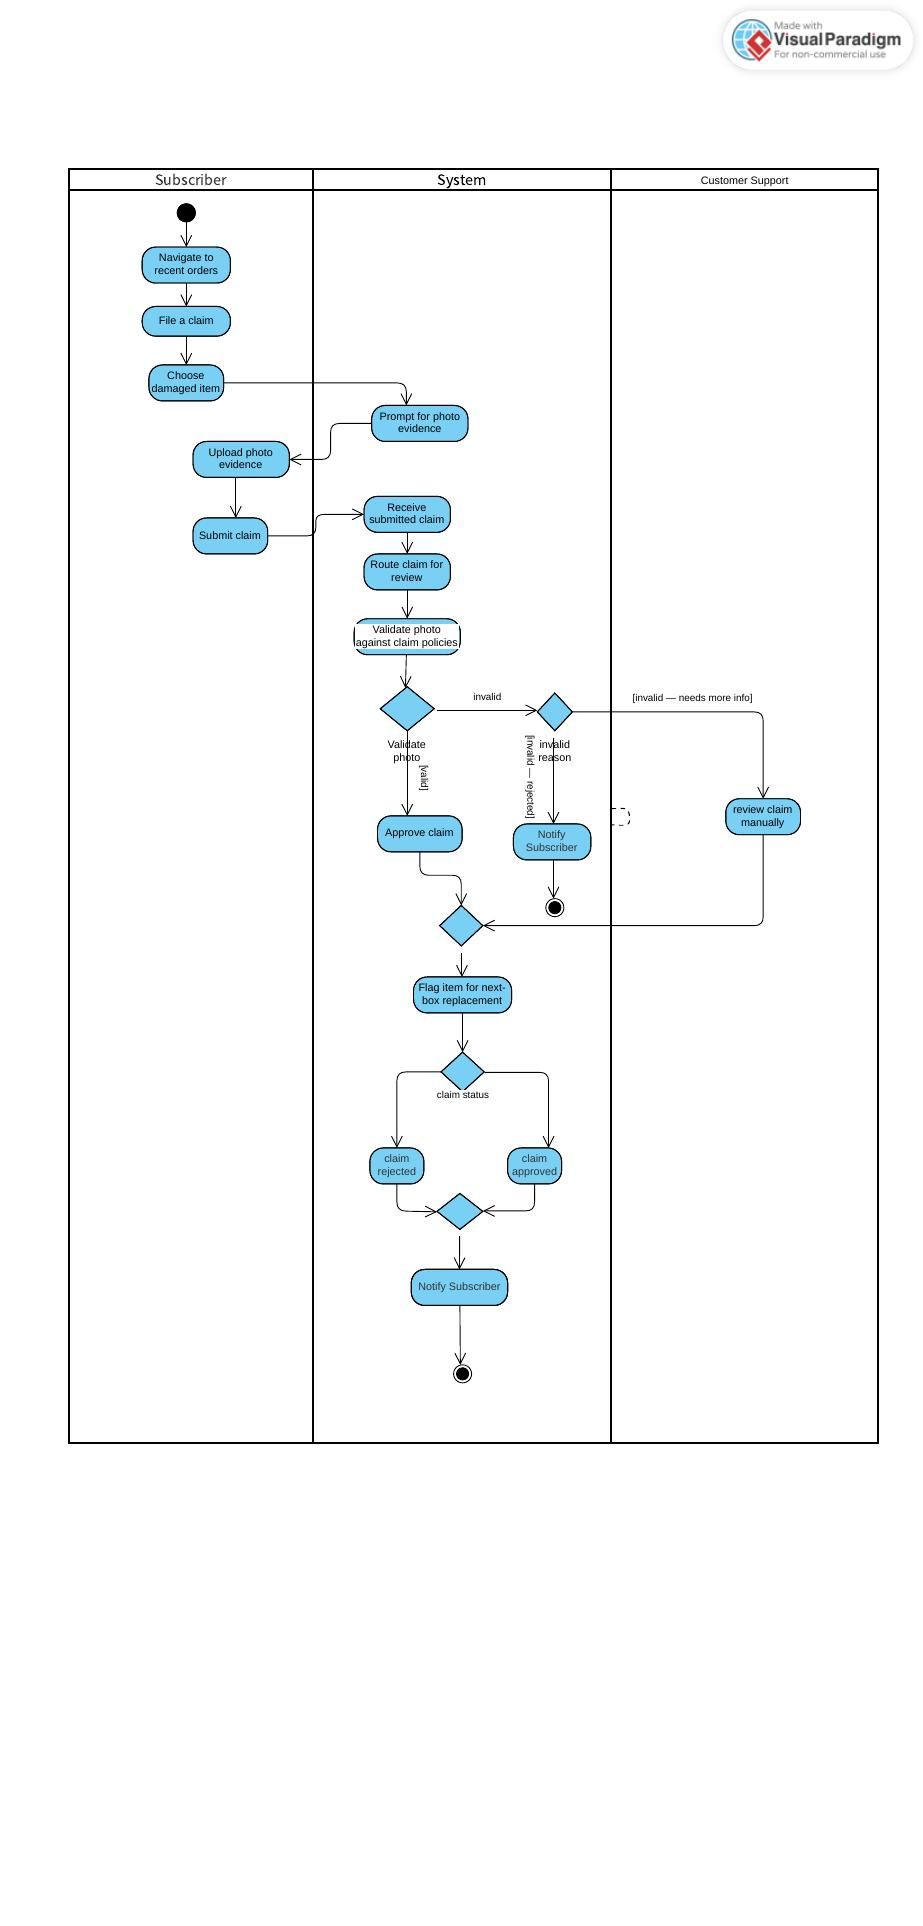 Made with
Visual Paradigm
For non-commercial use
Subscriber
System
Customer Support
Navigate to
recent orders
File a claim
Choose
damaged item
Prompt for photo
evidence
Upload photo
evidence
Receive
submitted claim
Submit claim
Route claim for
review
Validate photo
against claim policies
invalid
[invalid — needs more info]
Validate
photo
invalid
reason
[valid]
[invalid — rejected]
review claim
manually
Approve claim
Notify
Subscriber
Flag item for next-
box replacement
claim status
claim
rejected
claim
approved
Notify Subscriber